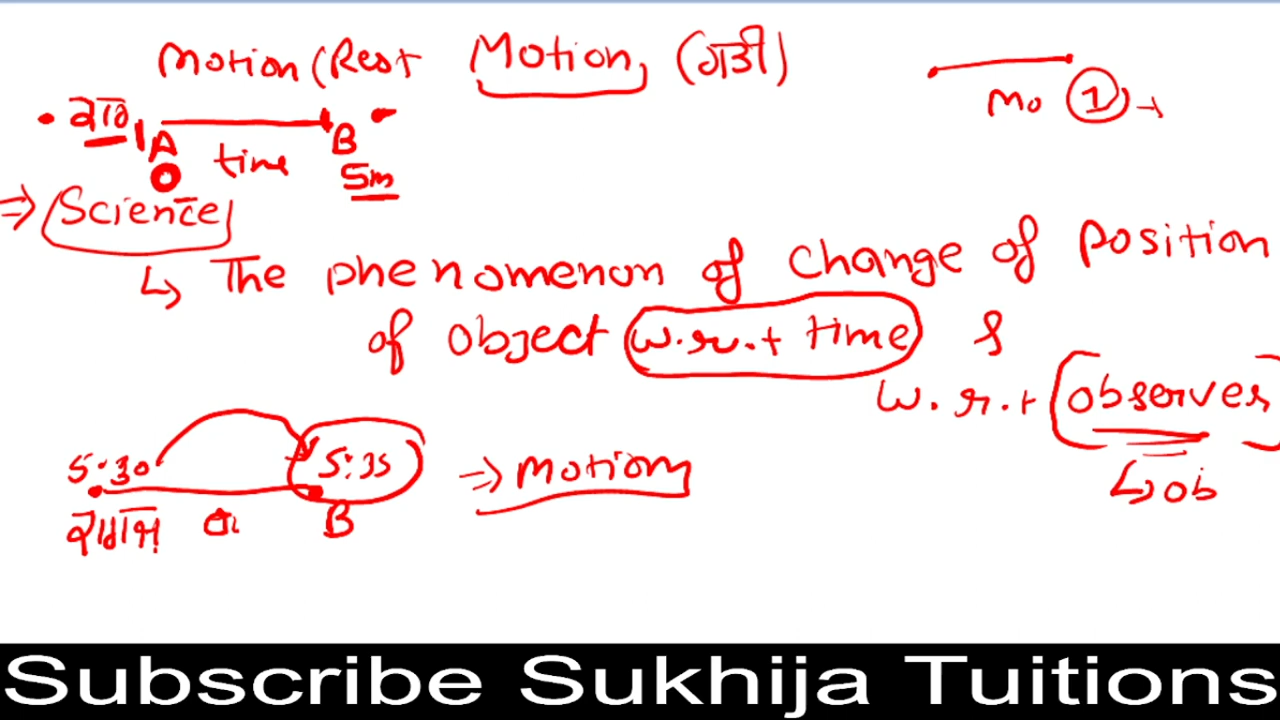 Motion (Rest Motion, (गती)
Mo 1
A time B
0 5m
⇒ Science
↳ The phenomenon of change of position
of object w.r.t time &
w.r.t observer
5:30 5:35 ⇒ Motion
↳ ob
B
Subscribe Sukhija Tuitions